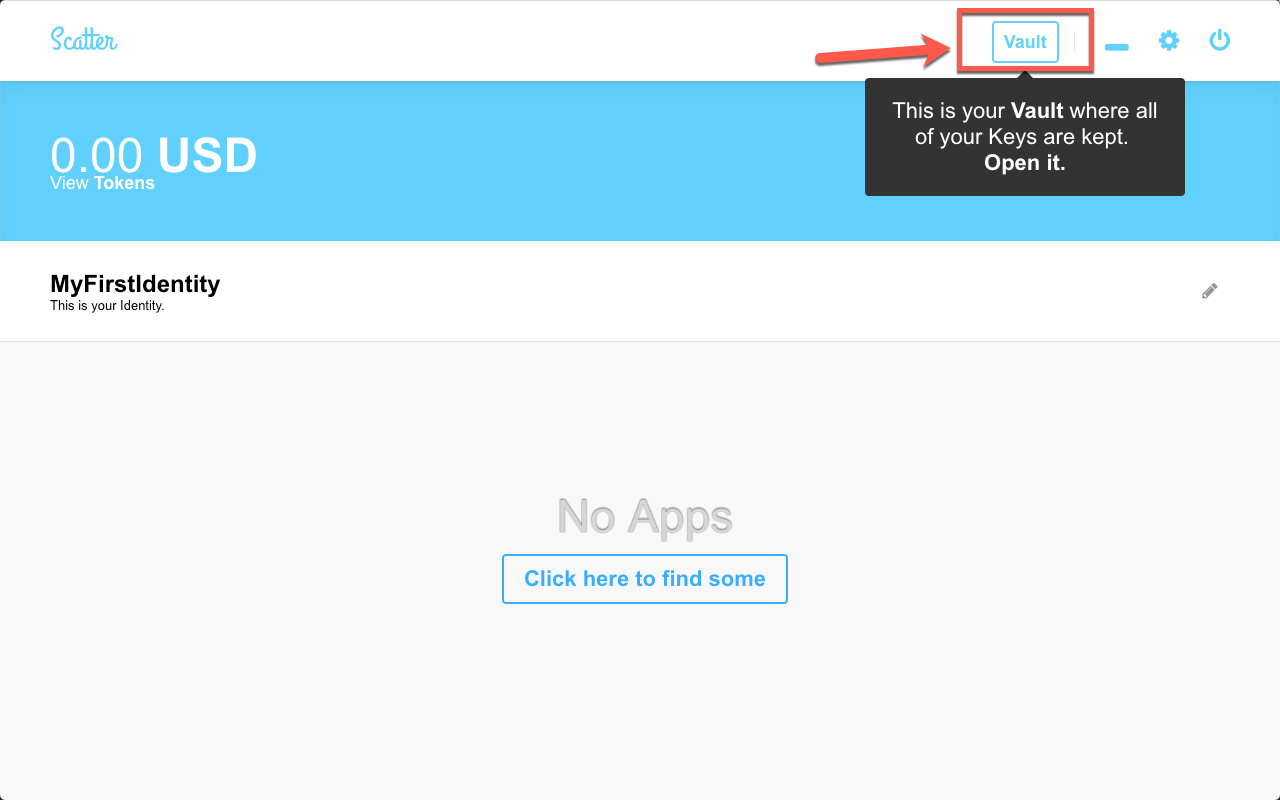 Scatter
Vault
This is your Vault where all
of your Keys are kept.
Open it.
0.00 USD
View Tokens
MyFirstIdentity
This is your Identity.
No Apps
Click here to find some